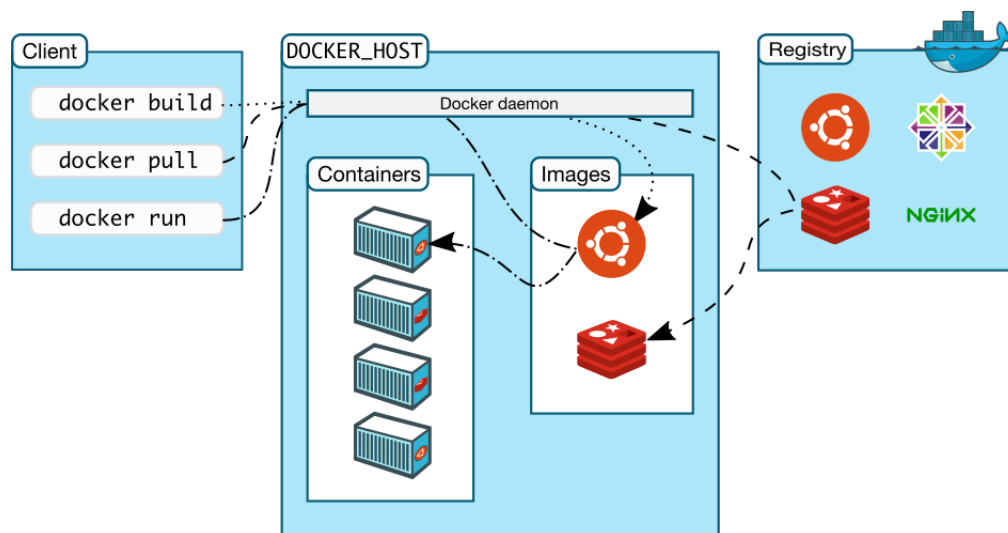 Client
docker build
docker pull
docker run
DOCKER_HOST
Docker daemon
Containers
Images
Registry
NGINX